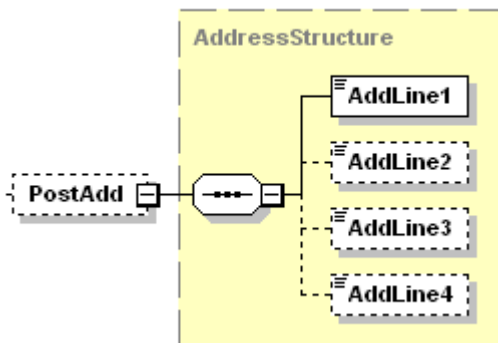 AddressStructure
AddLine1
AddLine2
PostAdd
AddLine3
AddLine4